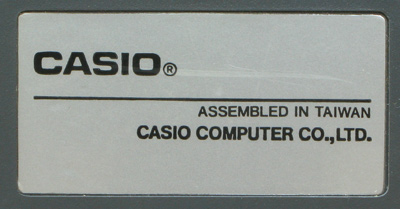 CASIO®
ASSEMBLED IN TAIWAN
CASIO COMPUTER CO.,LTD.